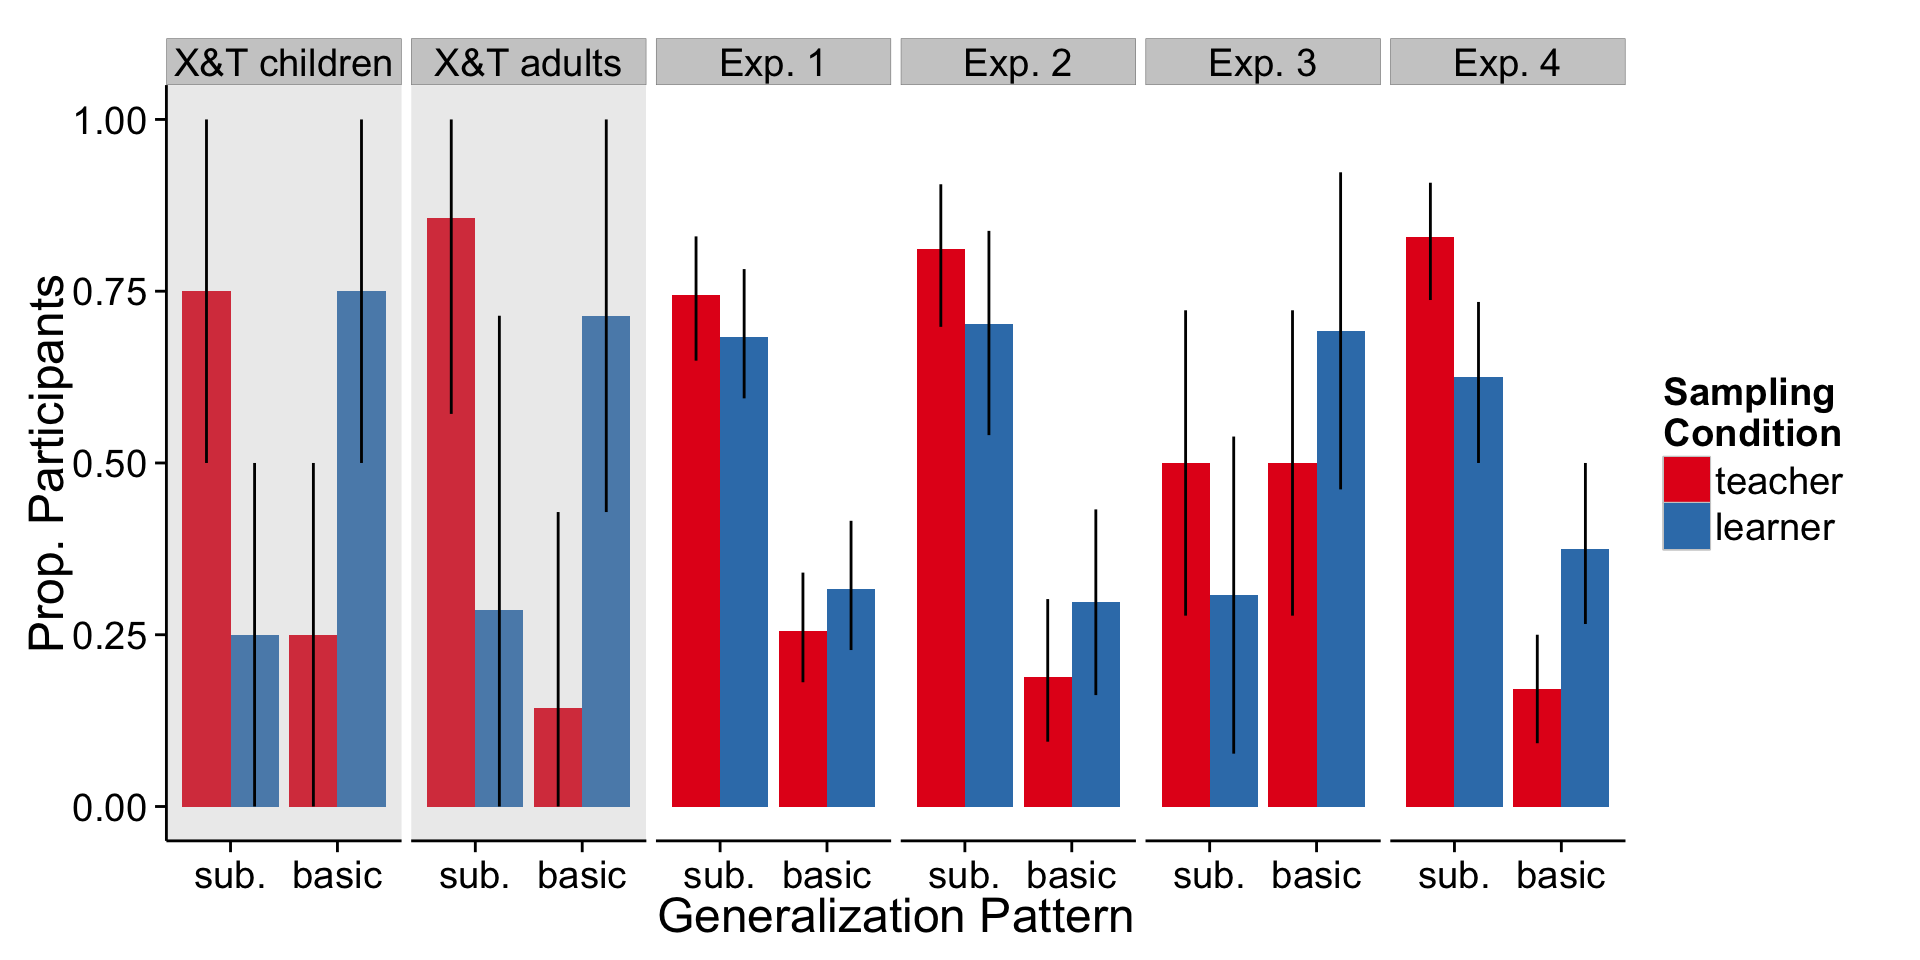 X&T children
X&T adults
Exp. 1
Exp. 2
Exp. 3
Exp. 4
Prop. Participants
1.00
0.75
0.50
0.25
0.00
sub. basic
sub. basic
sub. basic
sub. basic
sub. basic
sub. basic
Generalization Pattern
Sampling
Condition
teacher
learner